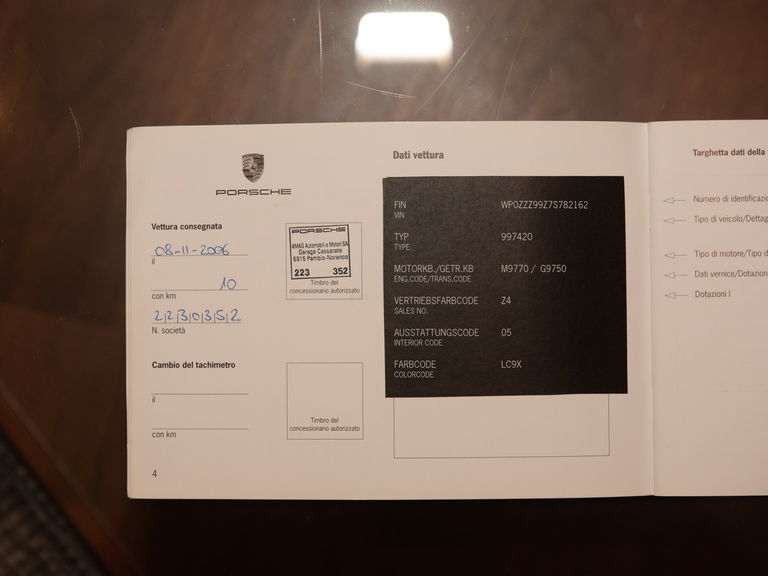 PORSCHE
Vettura consegnata
08-11-2006
il
10
con km
2230352
N. società
PORSCHE
AMAG Automobili e Motori SA
Garage Cassarate
6915 Pambio-Noranco
223 352
Timbro del
concessionario autorizzato
Cambio del tachimetro
il
con km
Timbro del
concessionario autorizzato
4
Dati vettura
FIN WP0ZZZ99Z7S782162
VIN
TYP 997420
TYPE
MOTORKB./GETR.KB M9770 / G9750
ENG.CODE/TRANS.CODE
VERTRIEBSFARBCODE Z4
SALES NO.
AUSSTATTUNGSCODE 05
INTERIOR CODE
FARBCODE LC9X
COLORCODE
Targhetta dati della
Numero di identificazio
Tipo di veicolo/Dettag
Tipo di motore/Tipo d
Dati vernice/Dotazion
Dotazioni I